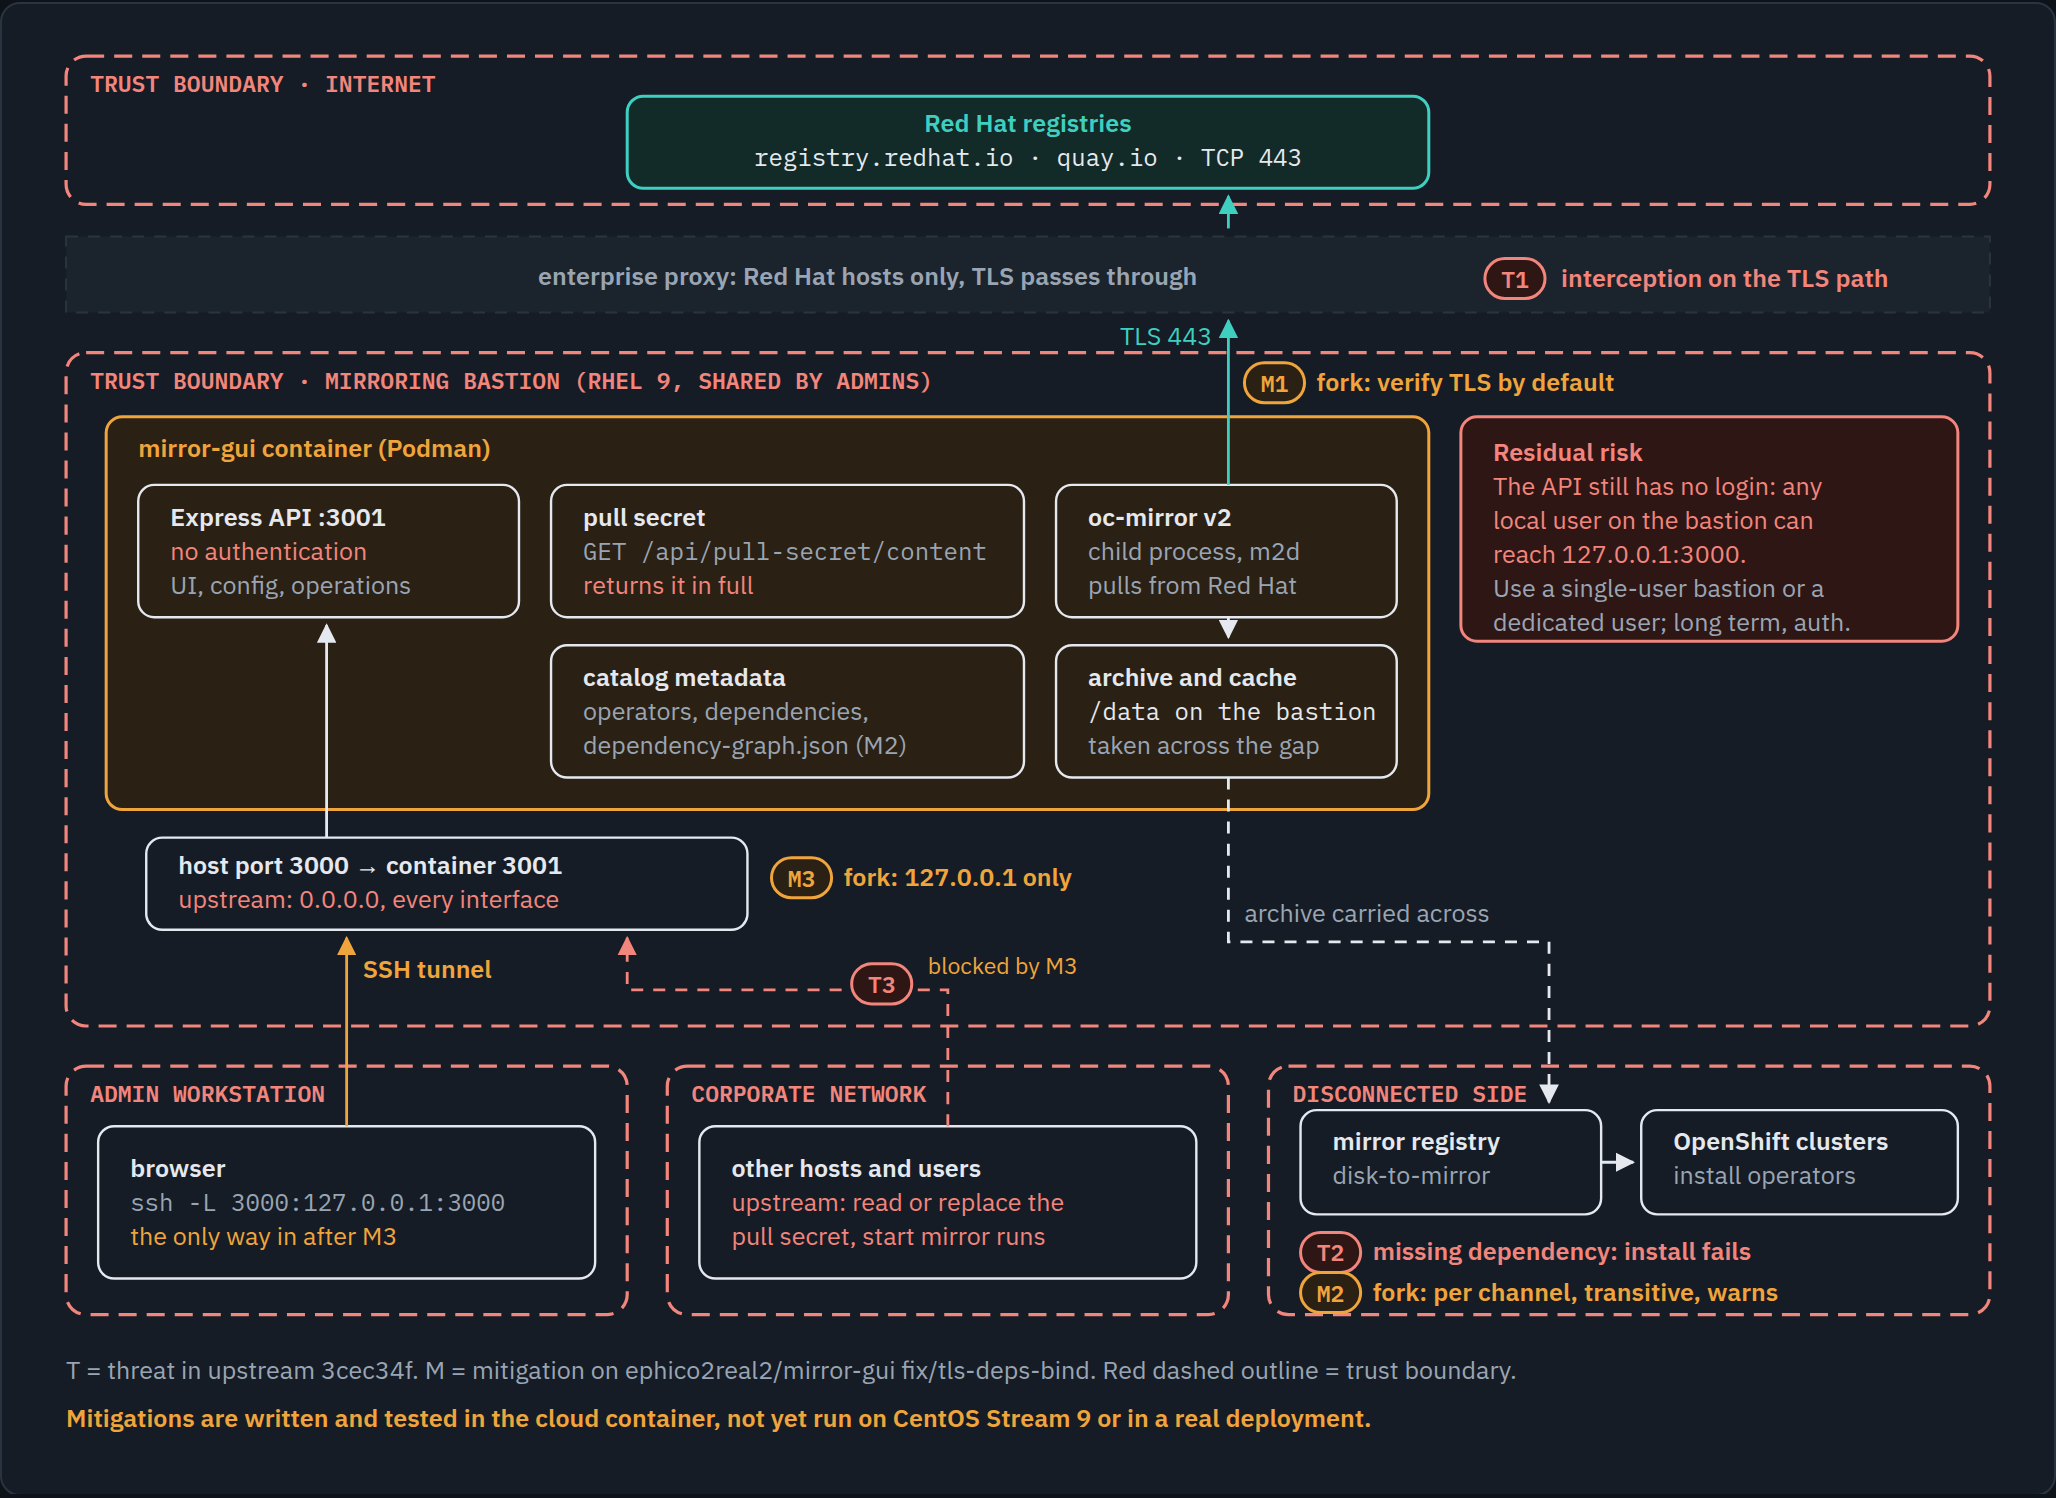 TRUST BOUNDARY · INTERNET
Red Hat registries
registry.redhat.io · quay.io · TCP 443
enterprise proxy: Red Hat hosts only, TLS passes through
T1 interception on the TLS path
TLS 443
TRUST BOUNDARY · MIRRORING BASTION (RHEL 9, SHARED BY ADMINS)
M1 fork: verify TLS by default
mirror-gui container (Podman)
Express API :3001
no authentication
UI, config, operations
pull secret
GET /api/pull-secret/content
returns it in full
oc-mirror v2
child process, m2d
pulls from Red Hat
Residual risk
The API still has no login: any
local user on the bastion can
reach 127.0.0.1:3000.
Use a single-user bastion or a
dedicated user; long term, auth.
catalog metadata
operators, dependencies,
dependency-graph.json (M2)
archive and cache
/data on the bastion
taken across the gap
host port 3000 → container 3001
upstream: 0.0.0.0, every interface
M3 fork: 127.0.0.1 only
archive carried across
SSH tunnel
T3
blocked by M3
ADMIN WORKSTATION
browser
ssh -L 3000:127.0.0.1:3000
the only way in after M3
CORPORATE NETWORK
other hosts and users
upstream: read or replace the
pull secret, start mirror runs
DISCONNECTED SIDE
mirror registry
disk-to-mirror
OpenShift clusters
install operators
T2 missing dependency: install fails
M2 fork: per channel, transitive, warns
T = threat in upstream 3cec34f. M = mitigation on ephico2real2/mirror-gui fix/tls-deps-bind. Red dashed outline = trust boundary.
Mitigations are written and tested in the cloud container, not yet run on CentOS Stream 9 or in a real deployment.